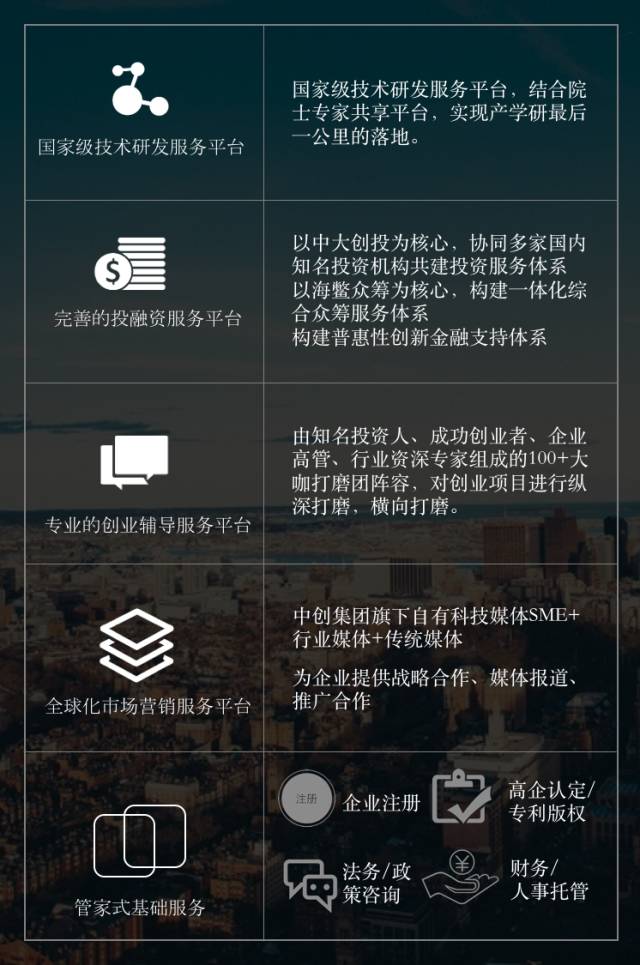 国家级技术研发服务平台
国家级技术研发服务平台，结合院
士专家共享平台，实现产学研最后
一公里的落地。
$
完善的投融资服务平台
以中大创投为核心，协同多家国内
知名投资机构共建投资服务体系
以海鳖众筹为核心，构建一体化综
合众筹服务体系
构建普惠性创新金融支持体系
专业的创业辅导服务平台
由知名投资人、成功创业者、企业
高管、行业资深专家组成的100+大
咖打磨团阵容，对创业项目进行纵
深打磨，横向打磨。
全球化市场营销服务平台
中创集团旗下自有科技媒体SME+
行业媒体+传统媒体
为企业提供战略合作、媒体报道、
推广合作
管家式基础服务
注册
企业注册
高企认定/
专利版权
法务/政
策咨询
¥
财务/
人事托管